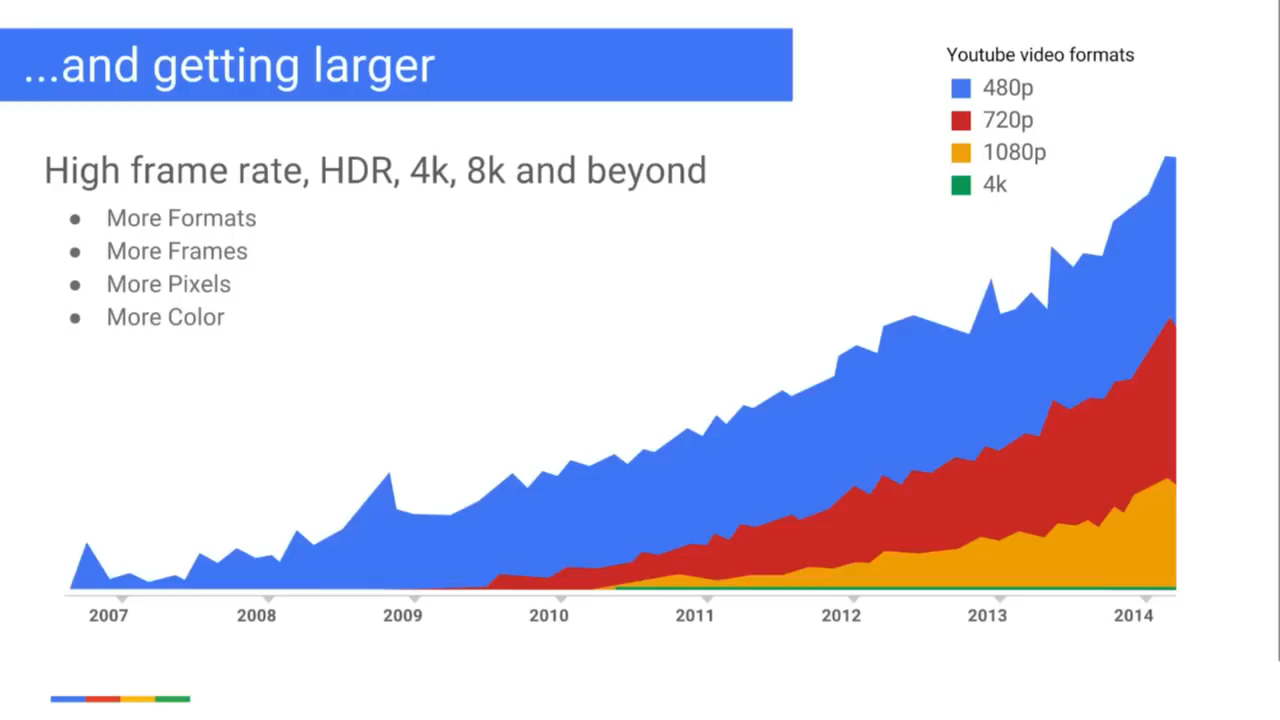 ...and getting larger
High frame rate, HDR, 4k, 8k and beyond
● More Formats
● More Frames
● More Pixels
● More Color
Youtube video formats
480p
720p
1080p
4k
2007 2008 2009 2010 2011 2012 2013 2014